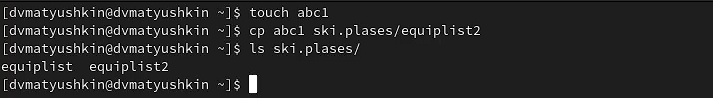 [dvmatyushkin@dvmatyushkin ~]$ touch abc1
[dvmatyushkin@dvmatyushkin ~]$ cp abc1 ski.plases/equiplist2
[dvmatyushkin@dvmatyushkin ~]$ ls ski.plases/
equiplist  equiplist2
[dvmatyushkin@dvmatyushkin ~]$